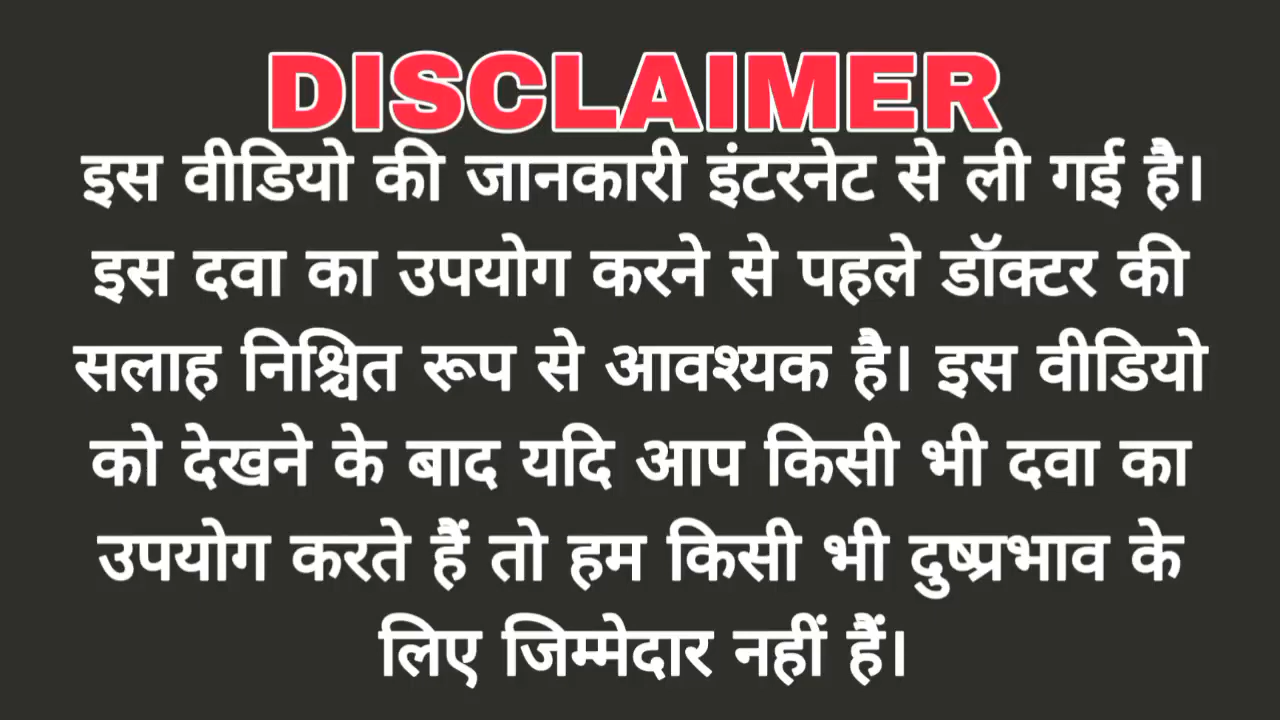 DISCLAIMER
इस वीडियो की जानकारी इंटरनेट से ली गई है।
इस दवा का उपयोग करने से पहले डॉक्टर की
सलाह निश्चित रूप से आवश्यक है। इस वीडियो
को देखने के बाद यदि आप किसी भी दवा का
उपयोग करते हैं तो हम किसी भी दुष्प्रभाव के
लिए जिम्मेदार नहीं हैं।